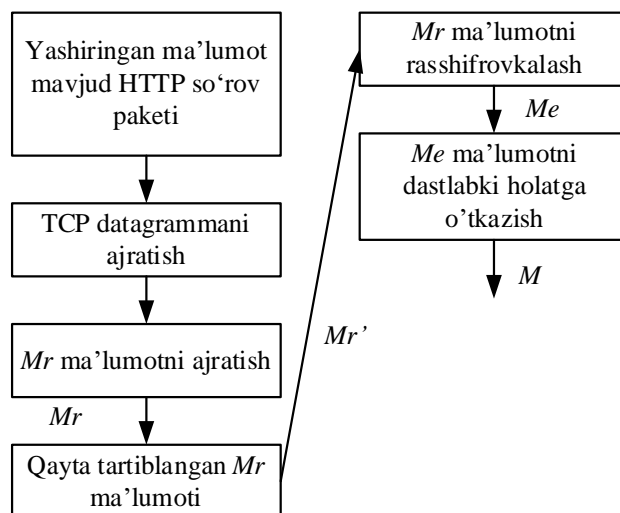 Yashiringan ma’lumot
mavjud HTTP so‘rov
paketi
TCP datagrammani
ajratish
Mr ma’lumotni ajratish
Mr
Qayta tartiblangan Mr
ma’lumoti
Mr’
Mr ma’lumotni
rasshifrovkalash
Me
Me ma’lumotni
dastlabki holatga
o’tkazish
M